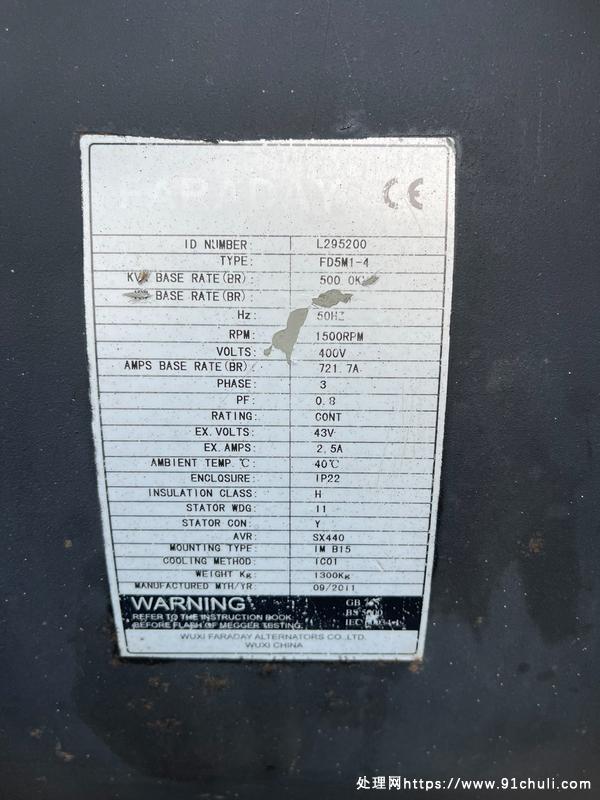 FARADAY
CE
ID NUMBER: L295200
TYPE: FD5M1-4
BASE RATE(BR) 500.0
BASE RATE(BR)
Hz: 50HZ
RPM: 1500RPM
VOLTS: 400V
AMPS BASE RATE(BR): 721.7A
PHASE: 3
PF: 0.8
RATING: CONT
EX.VOLTS: 43V
EX.AMPS: 2.5A
AMBIENT TEMP.℃: 40℃
ENCLOSURE: IP22
INSULATION CLASS: H
STATOR WDG: 11
STATOR CON: Y
AVR: SX440
MOUNTING TYPE: IM B15
COOLING METHOD: IC01
WEIGHT Kg: 1300Kg
MANUFACTURED MTH/YR: 09/2011
WARNING
REFER TO THE INSTRUCTION BOOK
BEFORE FLASH OF MEGGER TESTING.
GB
BS
IEC
WUXI FARADAY ALTERNATORS CO.,LTD.
WUXI CHINA
处理网https://www.91chuli.com/